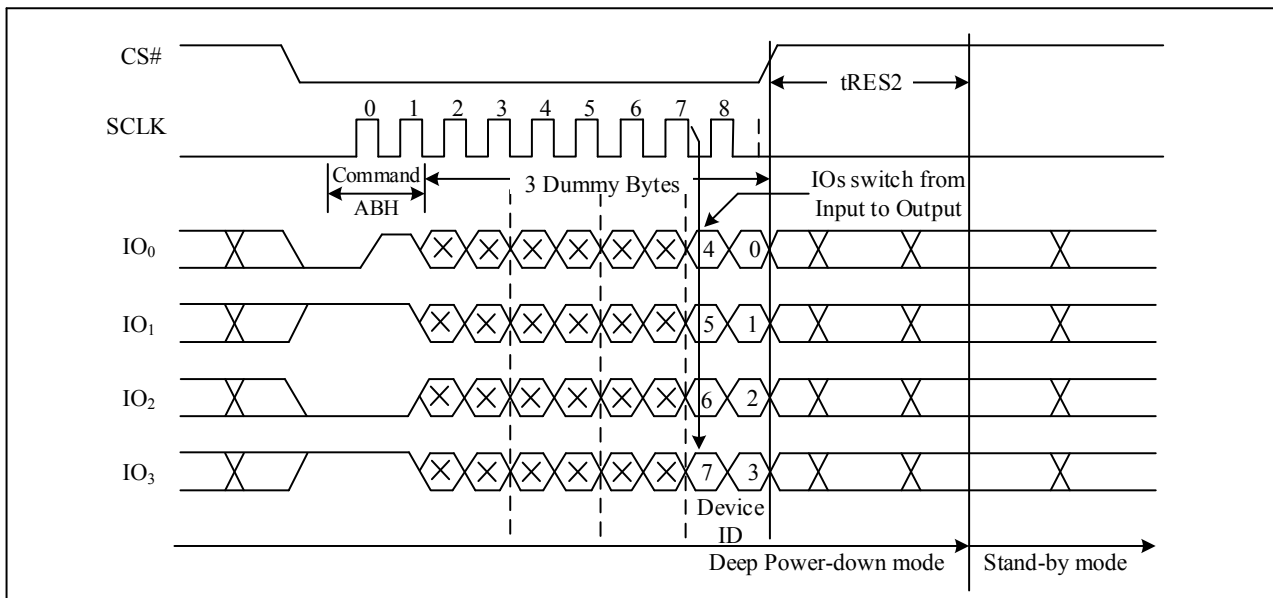 CS#
tRES2
0 1 2 3 4 5 6 7 8
SCLK
Command
ABH
3 Dummy Bytes
IOs switch from
Input to Output
IO0 4 0
IO1 5 1
IO2 6 2
IO3 7 3
Device
ID
Deep Power-down mode Stand-by mode